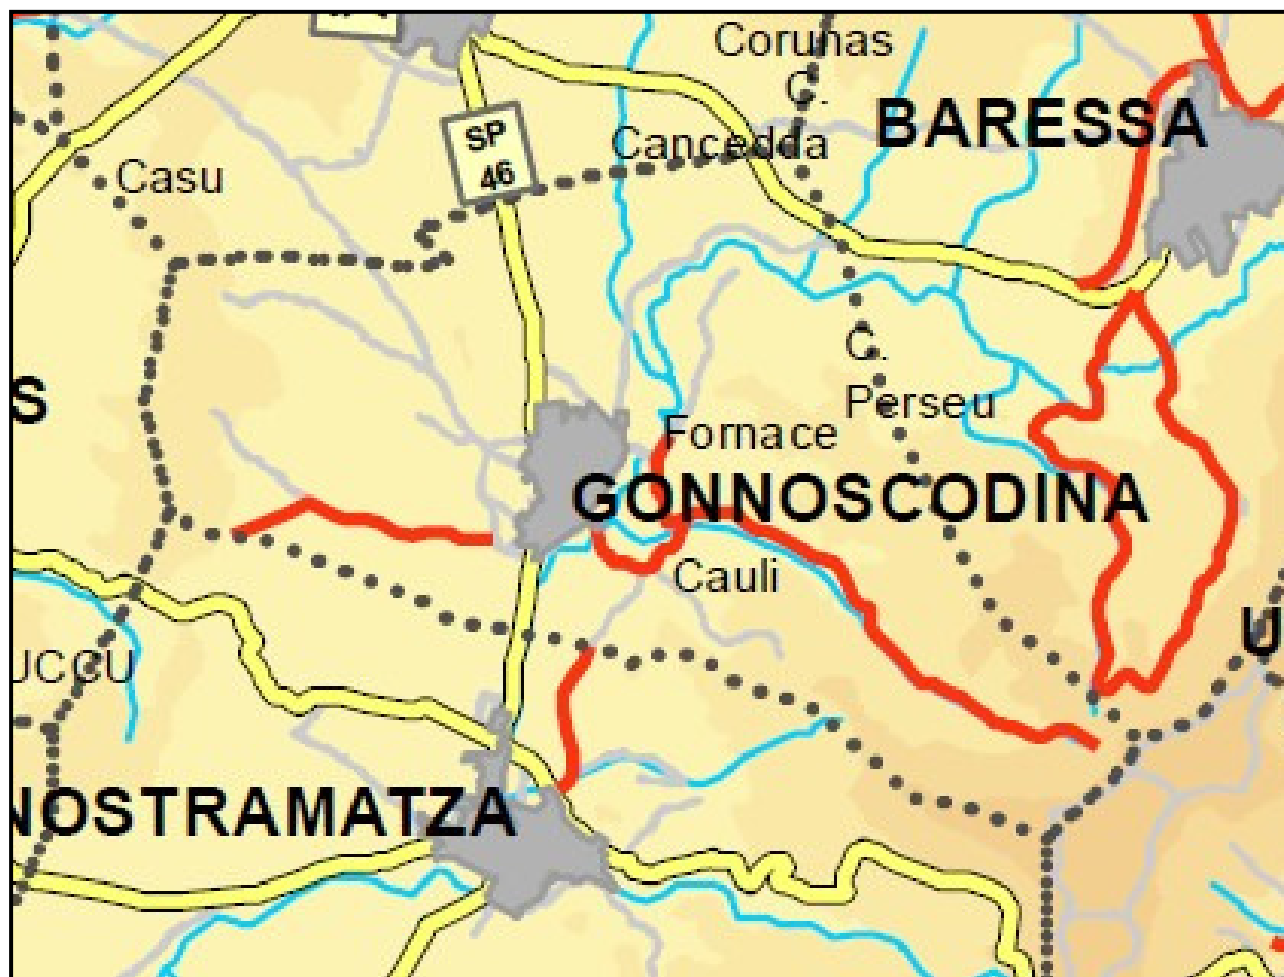 Corunas
C.
BARESSA
SP
46
Cancedda
Casu
C.
Perseu
S
Fornace
GONNOSCODINA
Cauli
U
UCCU
NOSTRAMATZA